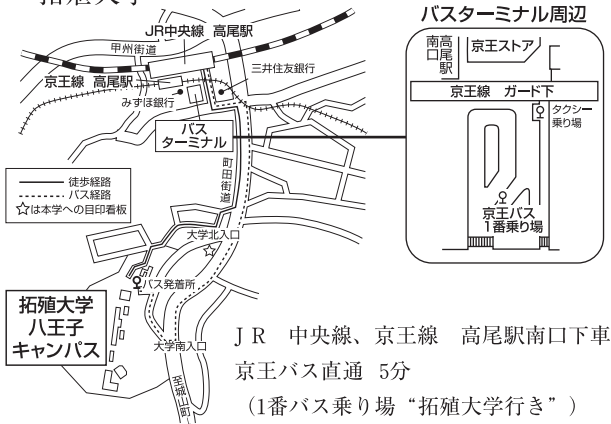 拓殖大学
JR中央線 高尾駅
甲州街道
京王線 高尾駅
三井住友銀行
みずほ銀行
バス
ターミナル
町田街道
徒歩経路
バス経路
☆は本学への目印看板
大学北入口
バス発着所
拓殖大学
八王子
キャンパス
大学南入口
至城山町
バスターミナル周辺
高尾駅
南口
京王ストア
京王線 ガード下
タクシー
乗り場
京王バス
1番乗り場
JR 中央線、京王線 高尾駅南口下車
京王バス直通 5分
(1番バス乗り場“拓殖大学行き”)